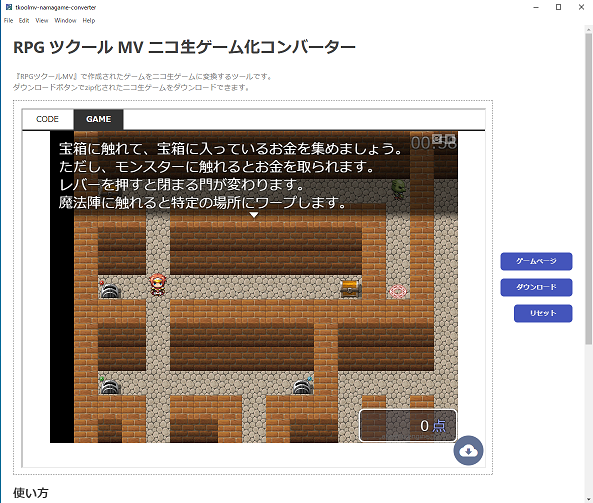 tkoolmv-namagame-converter
File Edit View Window Help
RPG ツクール MV ニコ生ゲーム化コンバーター
『RPGツクールMV』で作成されたゲームをニコ生ゲームに変換するツールです。
ダウンロードボタンでzip化されたニコ生ゲームをダウンロードできます。
CODE GAME
00:58
宝箱に触れて、宝箱に入っているお金を集めましょう。
ただし、モンスターに触れるとお金を取られます。
レバーを押すと閉まる門が変わります。
魔法陣に触れると特定の場所にワープします。
ゲームページ
ダウンロード
リセット
0 点
使い方